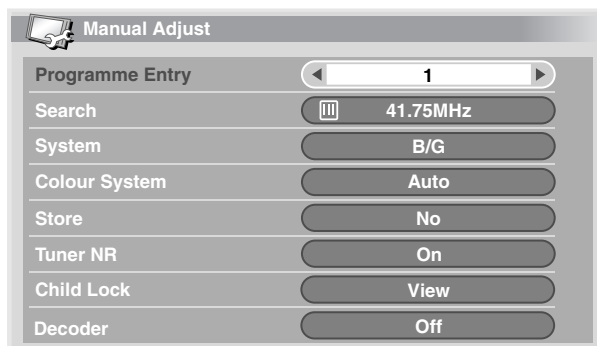 Manual Adjust
Programme Entry 1
Search 41.75MHz
System B/G
Colour System Auto
Store No
Tuner NR On
Child Lock View
Decoder Off